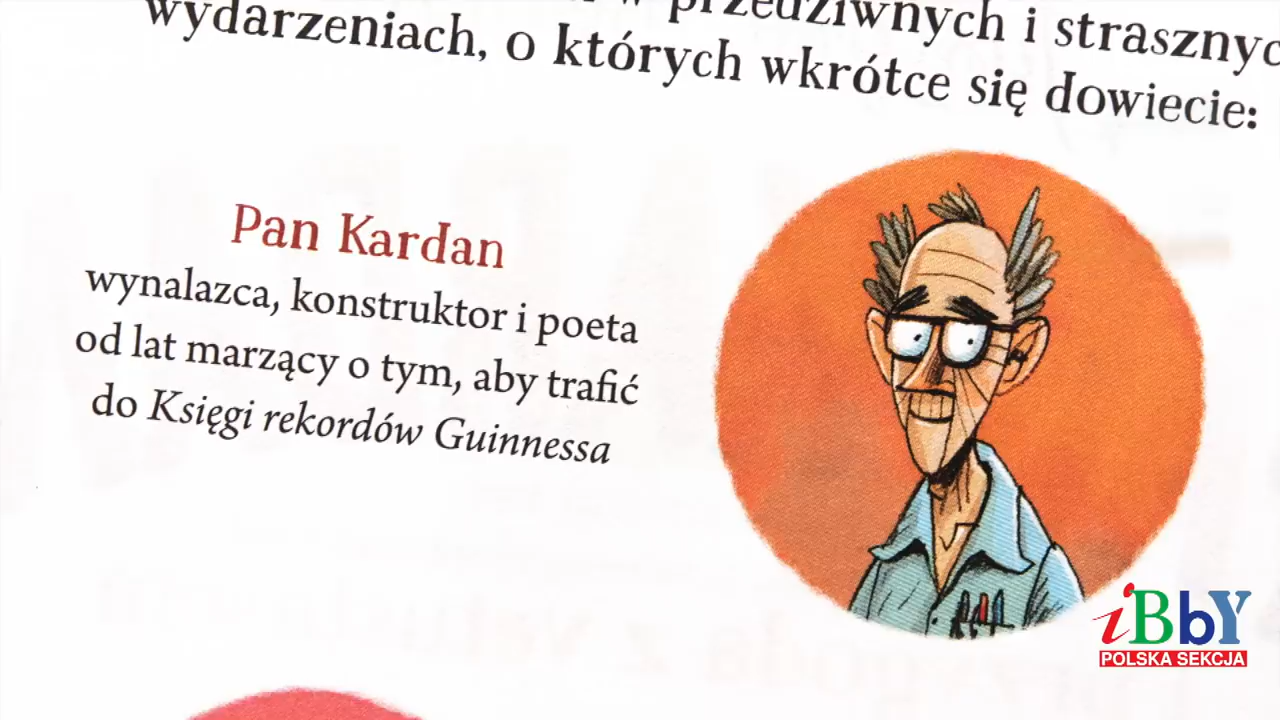 w przedziwnych i strasznyc
wydarzeniach, o których wkrótce się dowiecie:
Pan Kardan
wynalazca, konstruktor i poeta
od lat marzący o tym, aby trafić
do Księgi rekordów Guinnessa
iBbY
POLSKA SEKCJA